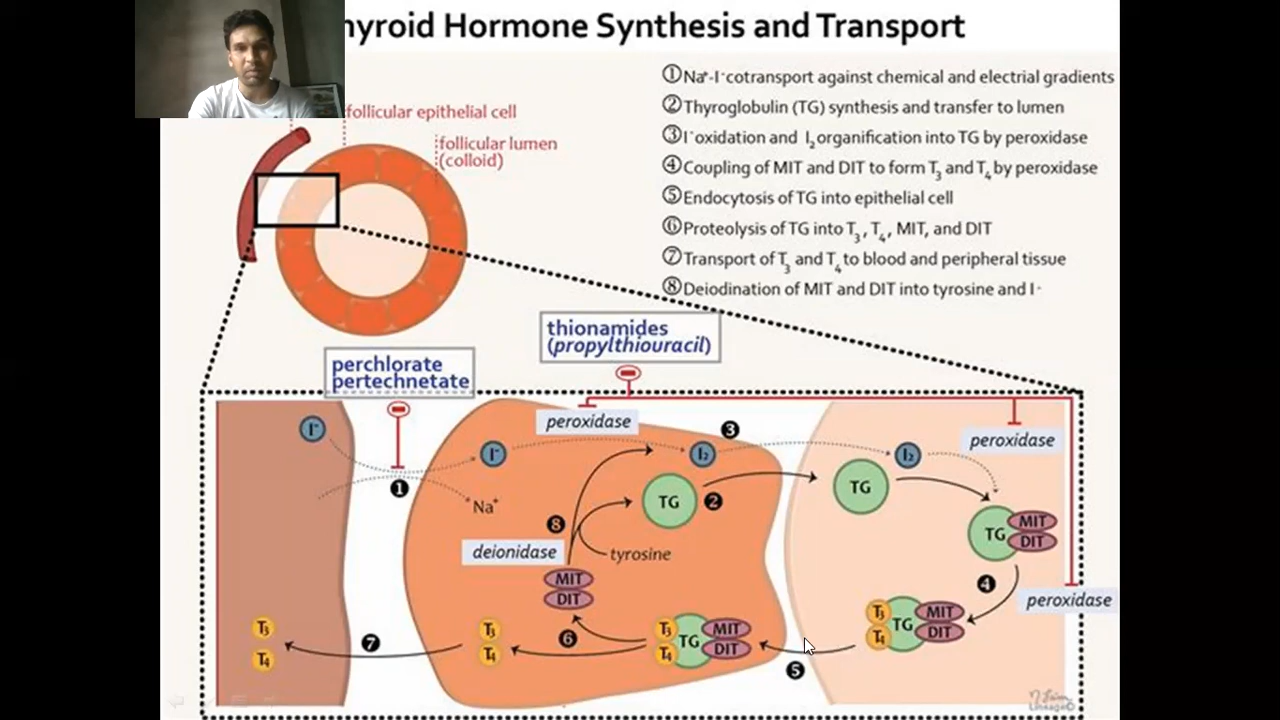 hyroid Hormone Synthesis and Transport
①Na⁺-I⁻cotransport against chemical and electrial gradients
②Thyroglobulin (TG) synthesis and transfer to lumen
③I⁻oxidation and I₂organification into TG by peroxidase
④Coupling of MIT and DIT to form T₃ and T₄ by peroxidase
⑤Endocytosis of TG into epithelial cell
⑥Proteolysis of TG into T₃, T₄, MIT, and DIT
⑦Transport of T₃ and T₄ to blood and peripheral tissue
⑧Deiodination of MIT and DIT into tyrosine and I⁻
follicular epithelial cell
follicular lumen
(colloid)
thionamides
(propylthiouracil)
perchlorate
pertechnetate
I⁻
peroxidase
❸
peroxidase
I⁻
I₂
I₂
❶
Na⁺
TG
❷
TG
❽
TG
MIT
DIT
deionidase
tyrosine
MIT
DIT
❹
peroxidase
T₃
T₄
❼
T₃
T₄
❻
T₃
T₄
TG
MIT
DIT
❺
T₃
T₄
TG
MIT
DIT
Lineage